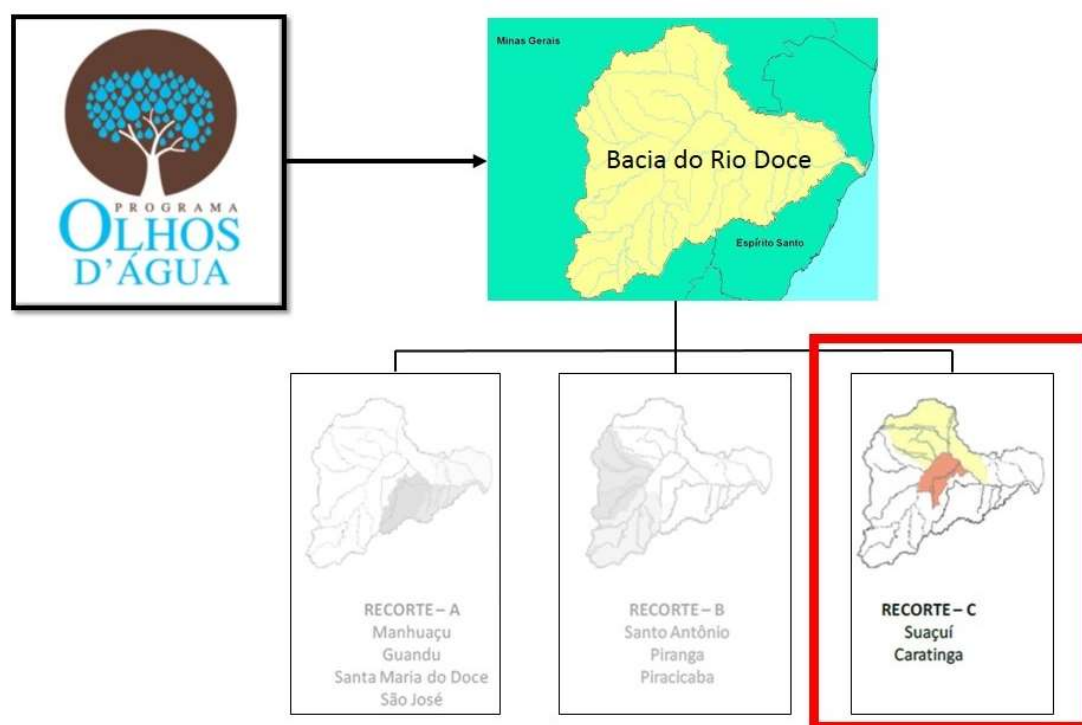 PROGRAMA
OLHOS
D'ÁGUA
Minas Gerais
Bacia do Rio Doce
Espírito Santo
RECORTE – A
Manhuaçu
Guandu
Santa Maria do Doce
São José
RECORTE – B
Santo Antônio
Piranga
Piracicaba
RECORTE – C
Suaçuí
Caratinga